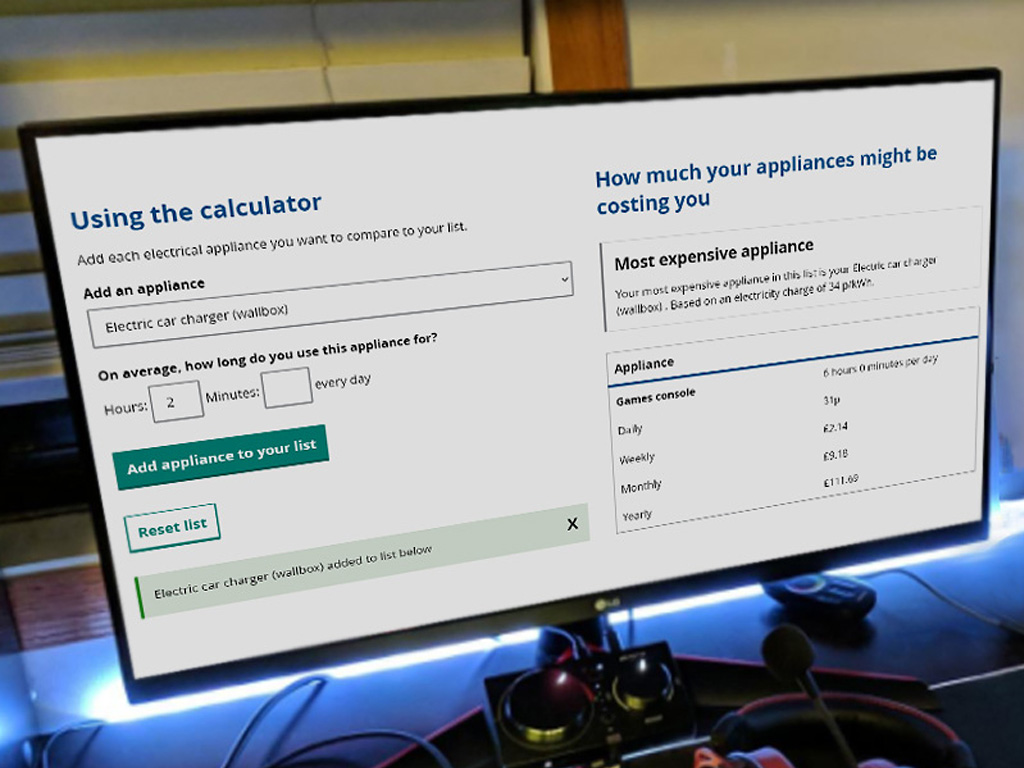 Using the calculator
Add each electrical appliance you want to compare to your list.
Add an appliance
Electric car charger (wallbox)
On average, how long do you use this appliance for?
Hours: 2 Minutes: every day
Add appliance to your list
Reset list
Electric car charger (wallbox) added to list below X
How much your appliances might be
costing you
Most expensive appliance
Your most expensive appliance in this list is your Electric car charger
(wallbox) . Based on an electricity charge of 34 p/kWh.
Appliance
Games console 6 hours 0 minutes per day
Daily 31p
Weekly £2.14
Monthly £9.18
Yearly £111.69
LG